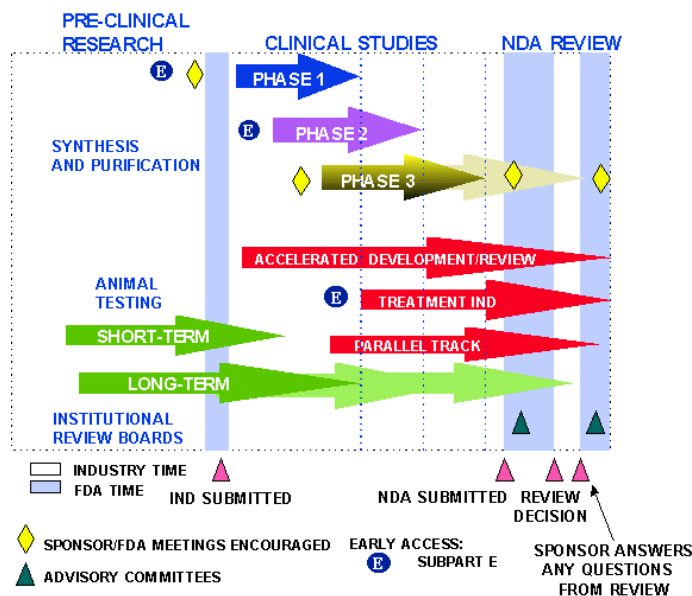 PRE-CLINICAL
RESEARCH
CLINICAL STUDIES
NDA REVIEW
E
PHASE 1
E
PHASE 2
SYNTHESIS
AND PURIFICATION
PHASE 3
ACCELERATED DEVELOPMENT/REVIEW
ANIMAL
TESTING
E
TREATMENT IND
SHORT-TERM
PARALLEL TRACK
LONG-TERM
INSTITUTIONAL
REVIEW BOARDS
INDUSTRY TIME
FDA TIME
IND SUBMITTED
NDA SUBMITTED
REVIEW
DECISION
SPONSOR/FDA MEETINGS ENCOURAGED
ADVISORY COMMITTEES
EARLY ACCESS:
E
SUBPART E
SPONSOR ANSWERS
ANY QUESTIONS
FROM REVIEW